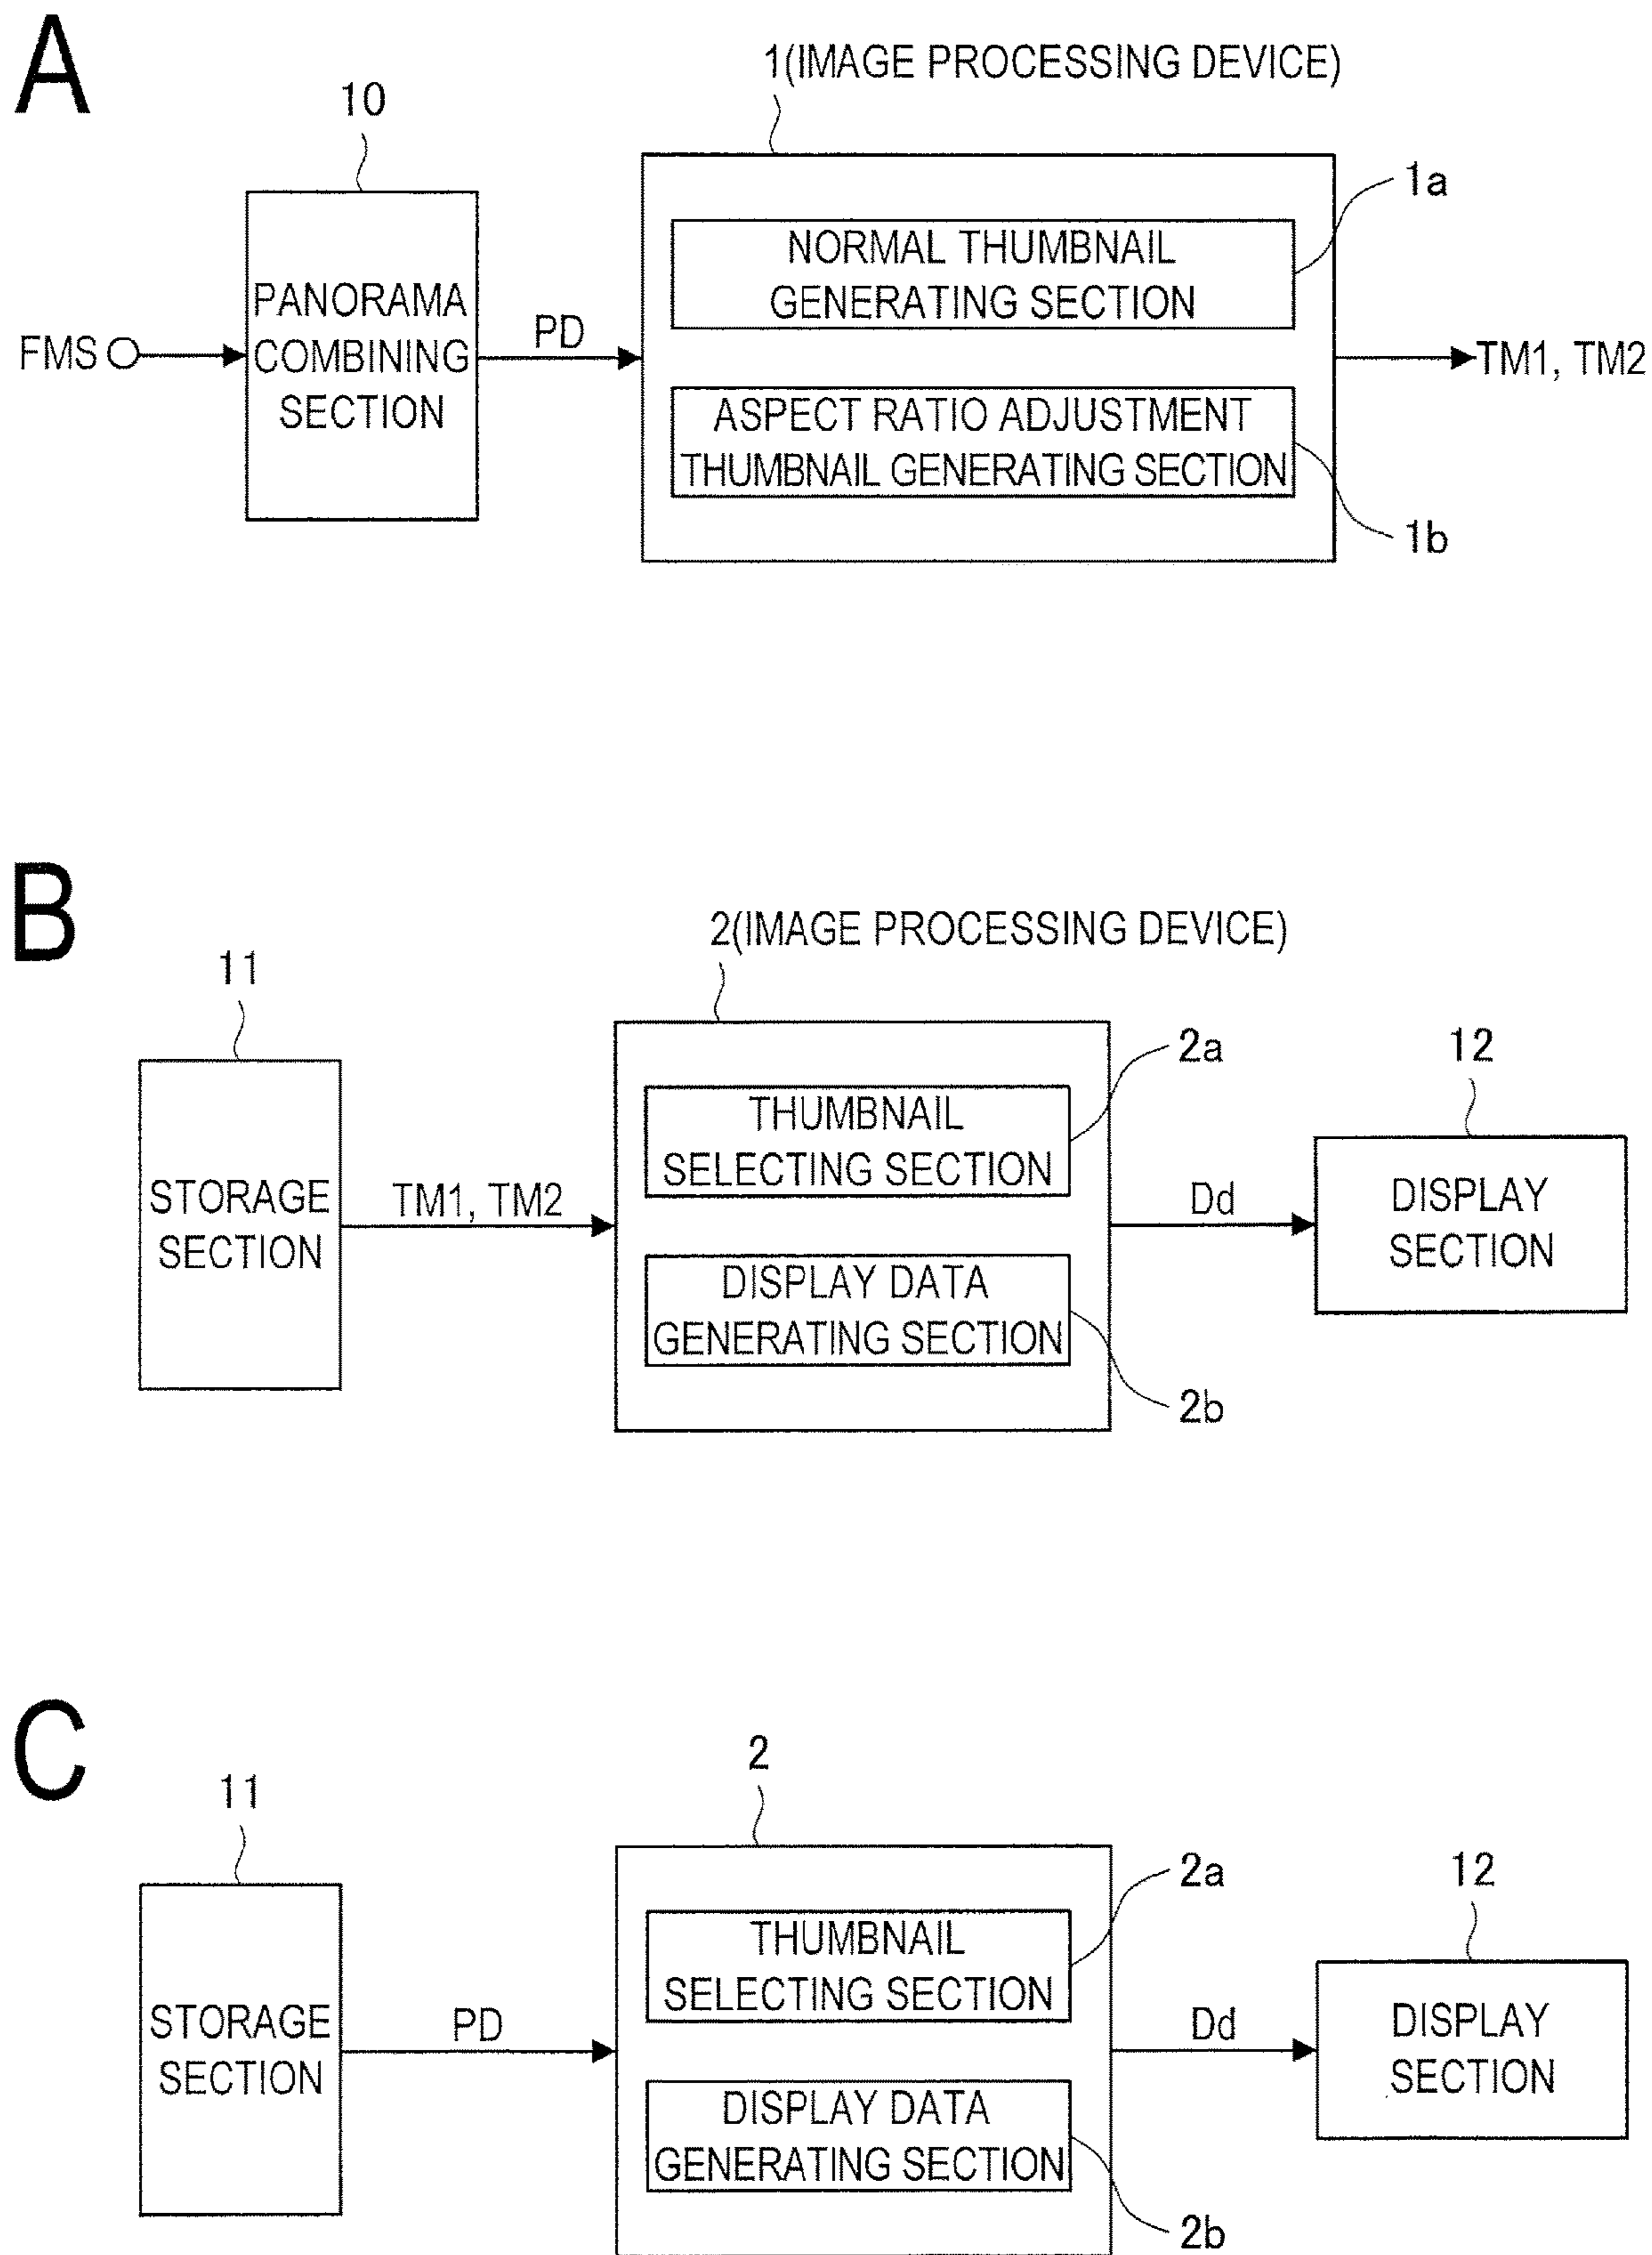 A
1(IMAGE PROCESSING DEVICE)
10
1a
NORMAL THUMBNAIL
GENERATING SECTION
PANORAMA
COMBINING
SECTION
FMS
PD
TM1, TM2
ASPECT RATIO ADJUSTMENT
THUMBNAIL GENERATING SECTION
1b
B
2(IMAGE PROCESSING DEVICE)
11
2a
12
THUMBNAIL
SELECTING SECTION
STORAGE
SECTION
TM1, TM2
Dd
DISPLAY
SECTION
DISPLAY DATA
GENERATING SECTION
2b
C
2
11
2a
12
THUMBNAIL
SELECTING SECTION
STORAGE
SECTION
PD
Dd
DISPLAY
SECTION
DISPLAY DATA
GENERATING SECTION
2b